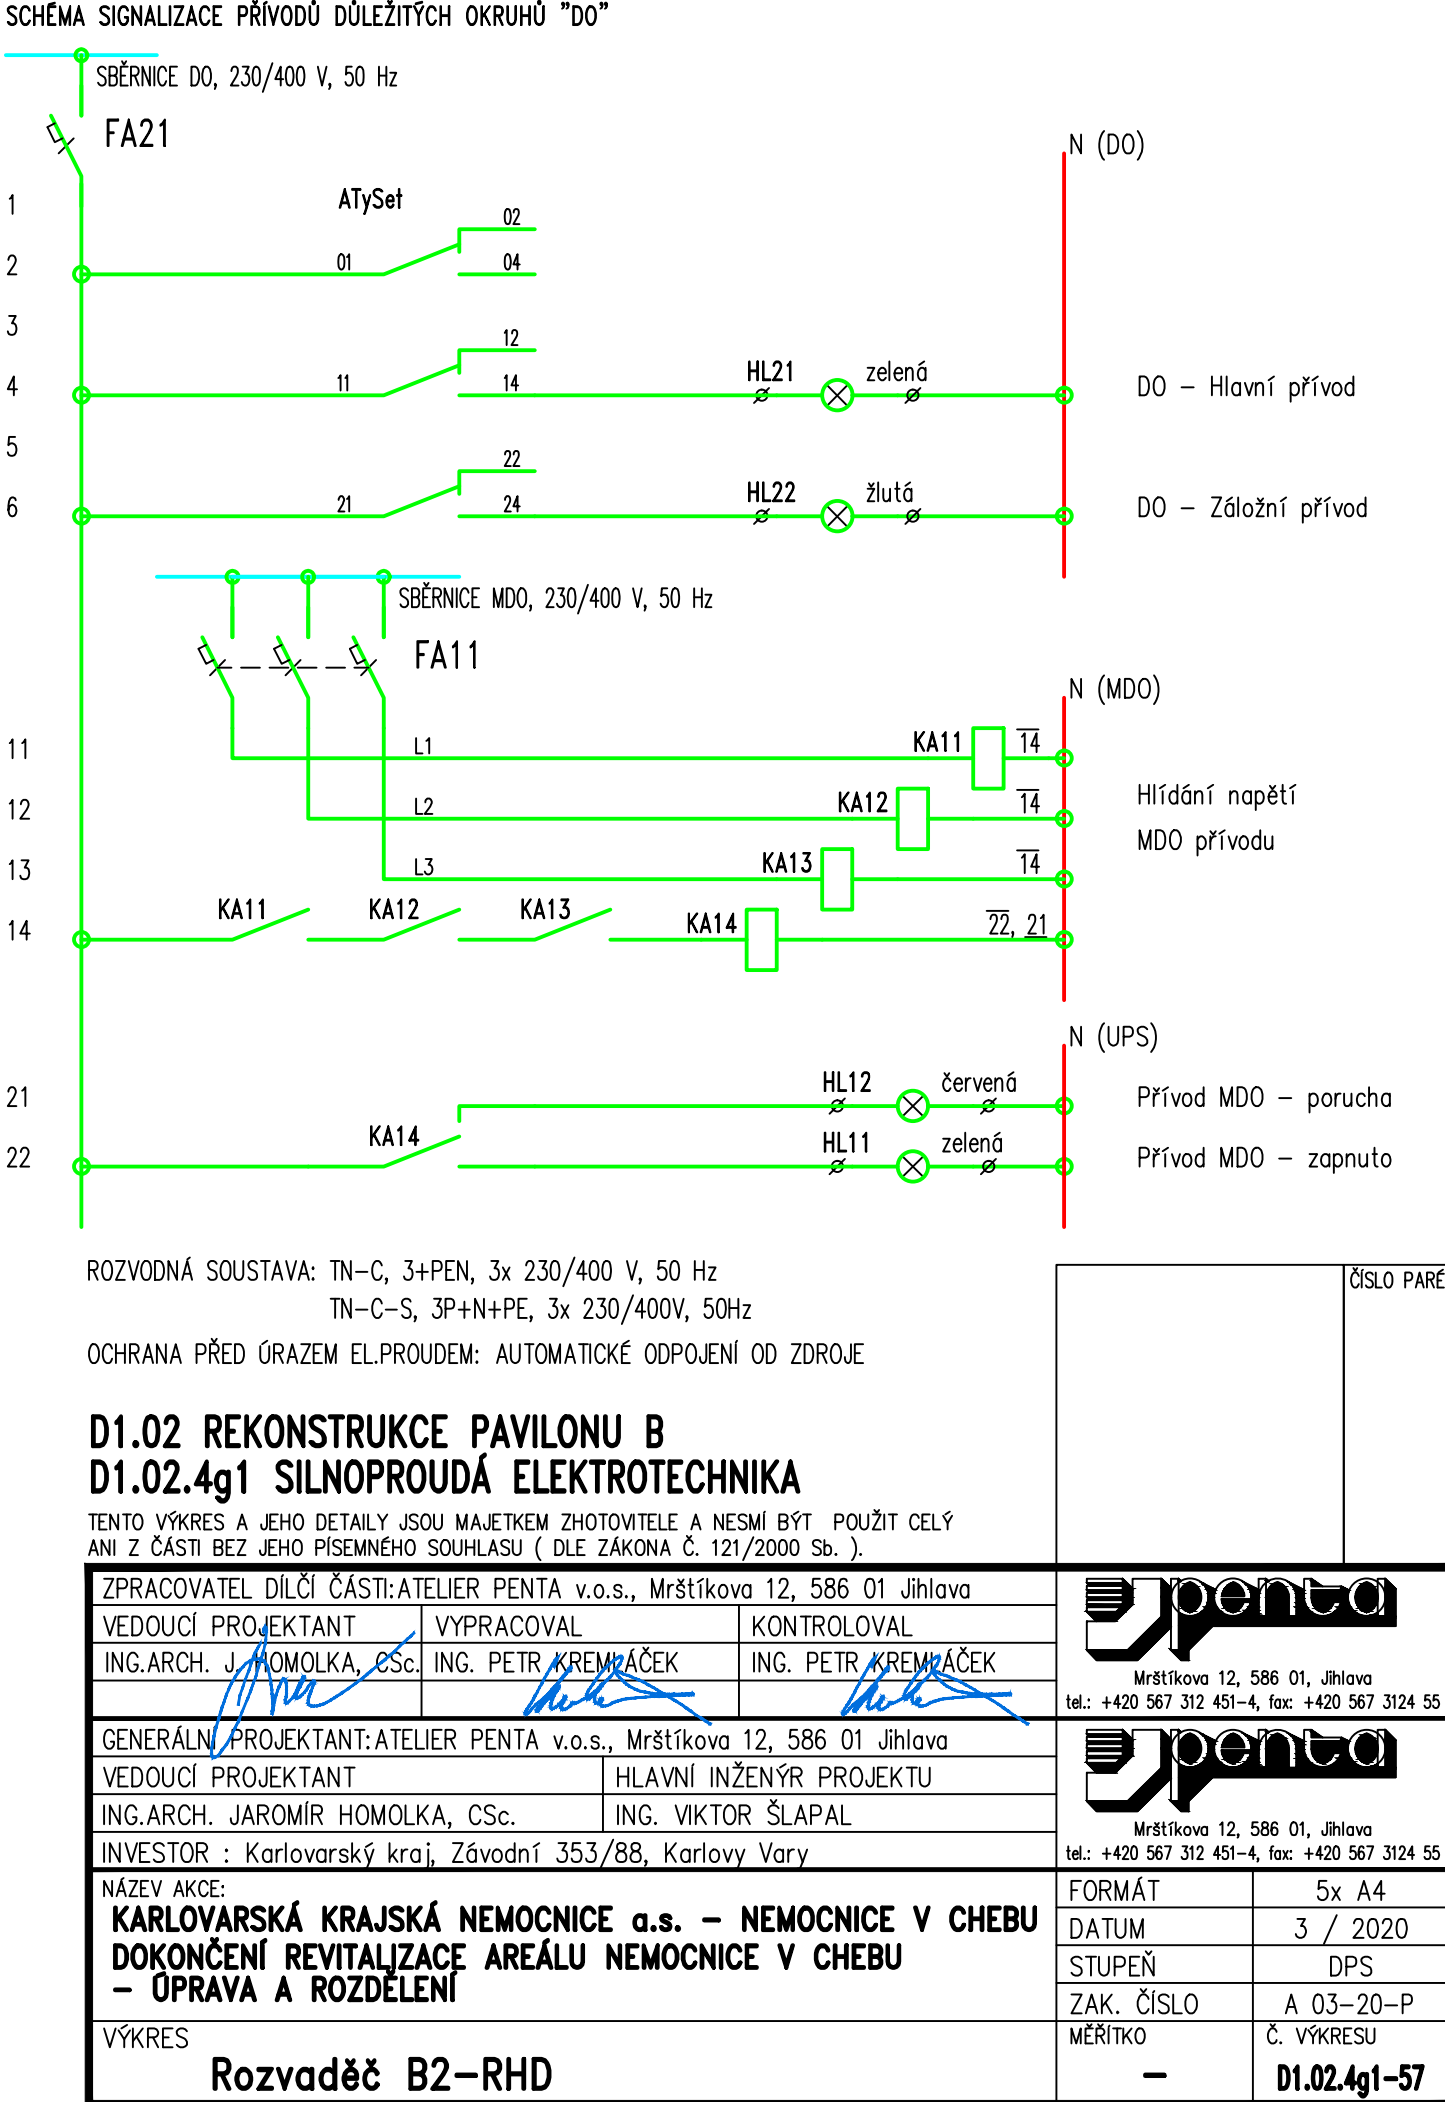 SCHÉMA SIGNALIZACE PŘÍVODŮ DŮLEŽITÝCH OKRUHŮ "DO"
SBĚRNICE DO, 230/400 V, 50 Hz
FA21
N (DO)
1
ATySet
02
2
01
04
3
12
4
11
14
HL21
zelená
DO - Hlavní přívod
5
22
6
21
24
HL22
žlutá
DO - Záložní přívod
SBĚRNICE MDO, 230/400 V, 50 Hz
FA11
N (MDO)
11
L1
KA11
14
12
L2
KA12
14
Hlídání napětí
MDO přívodu
13
L3
KA13
14
14
KA11
KA12
KA13
KA14
22, 21
N (UPS)
21
HL12
červená
Přívod MDO - porucha
22
KA14
HL11
zelená
Přívod MDO - zapnuto
ROZVODNÁ SOUSTAVA: TN-C, 3+PEN, 3x 230/400 V, 50 Hz
TN-C-S, 3P+N+PE, 3x 230/400V, 50Hz
OCHRANA PŘED ÚRAZEM EL.PROUDEM: AUTOMATICKÉ ODPOJENÍ OD ZDROJE
ČÍSLO PARÉ
D1.02 REKONSTRUKCE PAVILONU B
D1.02.4g1 SILNOPROUDÁ ELEKTROTECHNIKA
TENTO VÝKRES A JEHO DETAILY JSOU MAJETKEM ZHOTOVITELE A NESMÍ BÝT POUŽIT CELÝ
ANI Z ČÁSTI BEZ JEHO PÍSEMNÉHO SOUHLASU ( DLE ZÁKONA Č. 121/2000 Sb. ).
ZPRACOVATEL DÍLČÍ ČÁSTI: ATELIER PENTA v.o.s., Mrštíkova 12, 586 01 Jihlava
VEDOUCÍ PROJEKTANT
VYPRACOVAL
KONTROLOVAL
ING.ARCH. J. HOMOLKA, CSc.
ING. PETR KREMLÁČEK
ING. PETR KREMLÁČEK
penta
Mrštíkova 12, 586 01, Jihlava
tel.: +420 567 312 451-4, fax: +420 567 3124 55
GENERÁLNÍ PROJEKTANT: ATELIER PENTA v.o.s., Mrštíkova 12, 586 01 Jihlava
VEDOUCÍ PROJEKTANT
HLAVNÍ INŽENÝR PROJEKTU
ING.ARCH. JAROMÍR HOMOLKA, CSc.
ING. VIKTOR ŠLAPAL
penta
Mrštíkova 12, 586 01, Jihlava
tel.: +420 567 312 451-4, fax: +420 567 3124 55
INVESTOR : Karlovarský kraj, Závodní 353/88, Karlovy Vary
NÁZEV AKCE:
KARLOVARSKÁ KRAJSKÁ NEMOCNICE a.s. - NEMOCNICE V CHEBU
DOKONČENÍ REVITALIZACE AREÁLU NEMOCNICE V CHEBU
- ÚPRAVA A ROZDĚLENÍ
FORMÁT
5x A4
DATUM
3 / 2020
STUPEŇ
DPS
ZAK. ČÍSLO
A 03-20-P
VÝKRES
Rozvaděč B2-RHD
MĚŘÍTKO
-
Č. VÝKRESU
D1.02.4g1-57